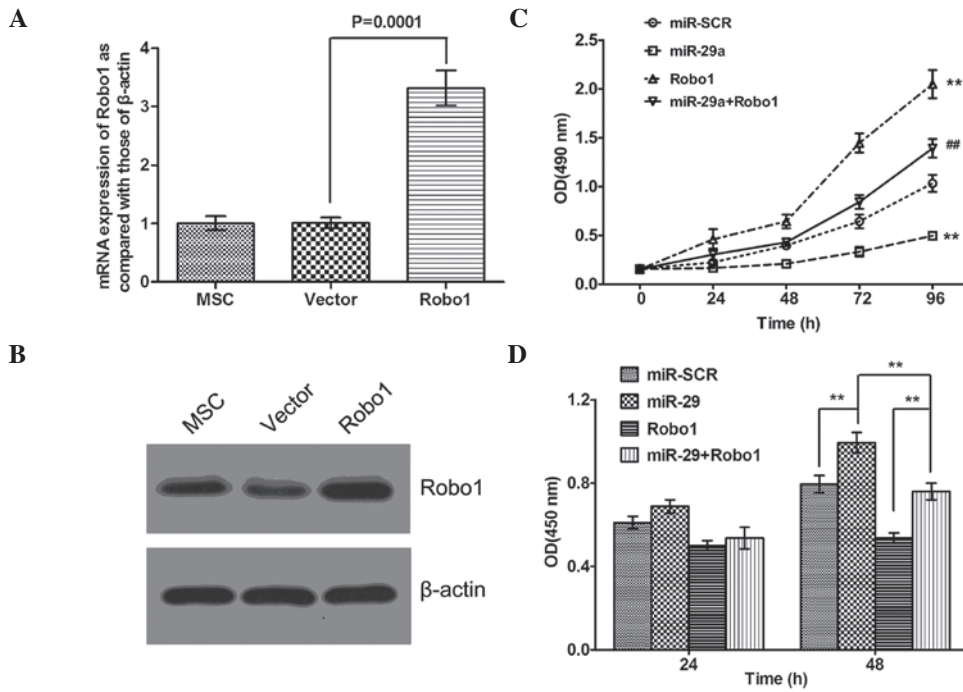 A
mRNA expression of Robo1 as
compared with those of β-actin
P=0.0001
4
3
2
1
0
MSC
Vector
Robo1
B
MSC
Vector
Robo1
Robo1
β-actin
C
miR-SCR
miR-29a
Robo1
miR-29a+Robo1
OD(490 nm)
2.5
2.0
1.5
1.0
0.5
0.0
**
##
**
0
24
48
72
96
Time (h)
D
miR-SCR
miR-29
Robo1
miR-29+Robo1
OD(450 nm)
1.2
0.8
0.4
0.0
**
**
**
24
48
Time (h)